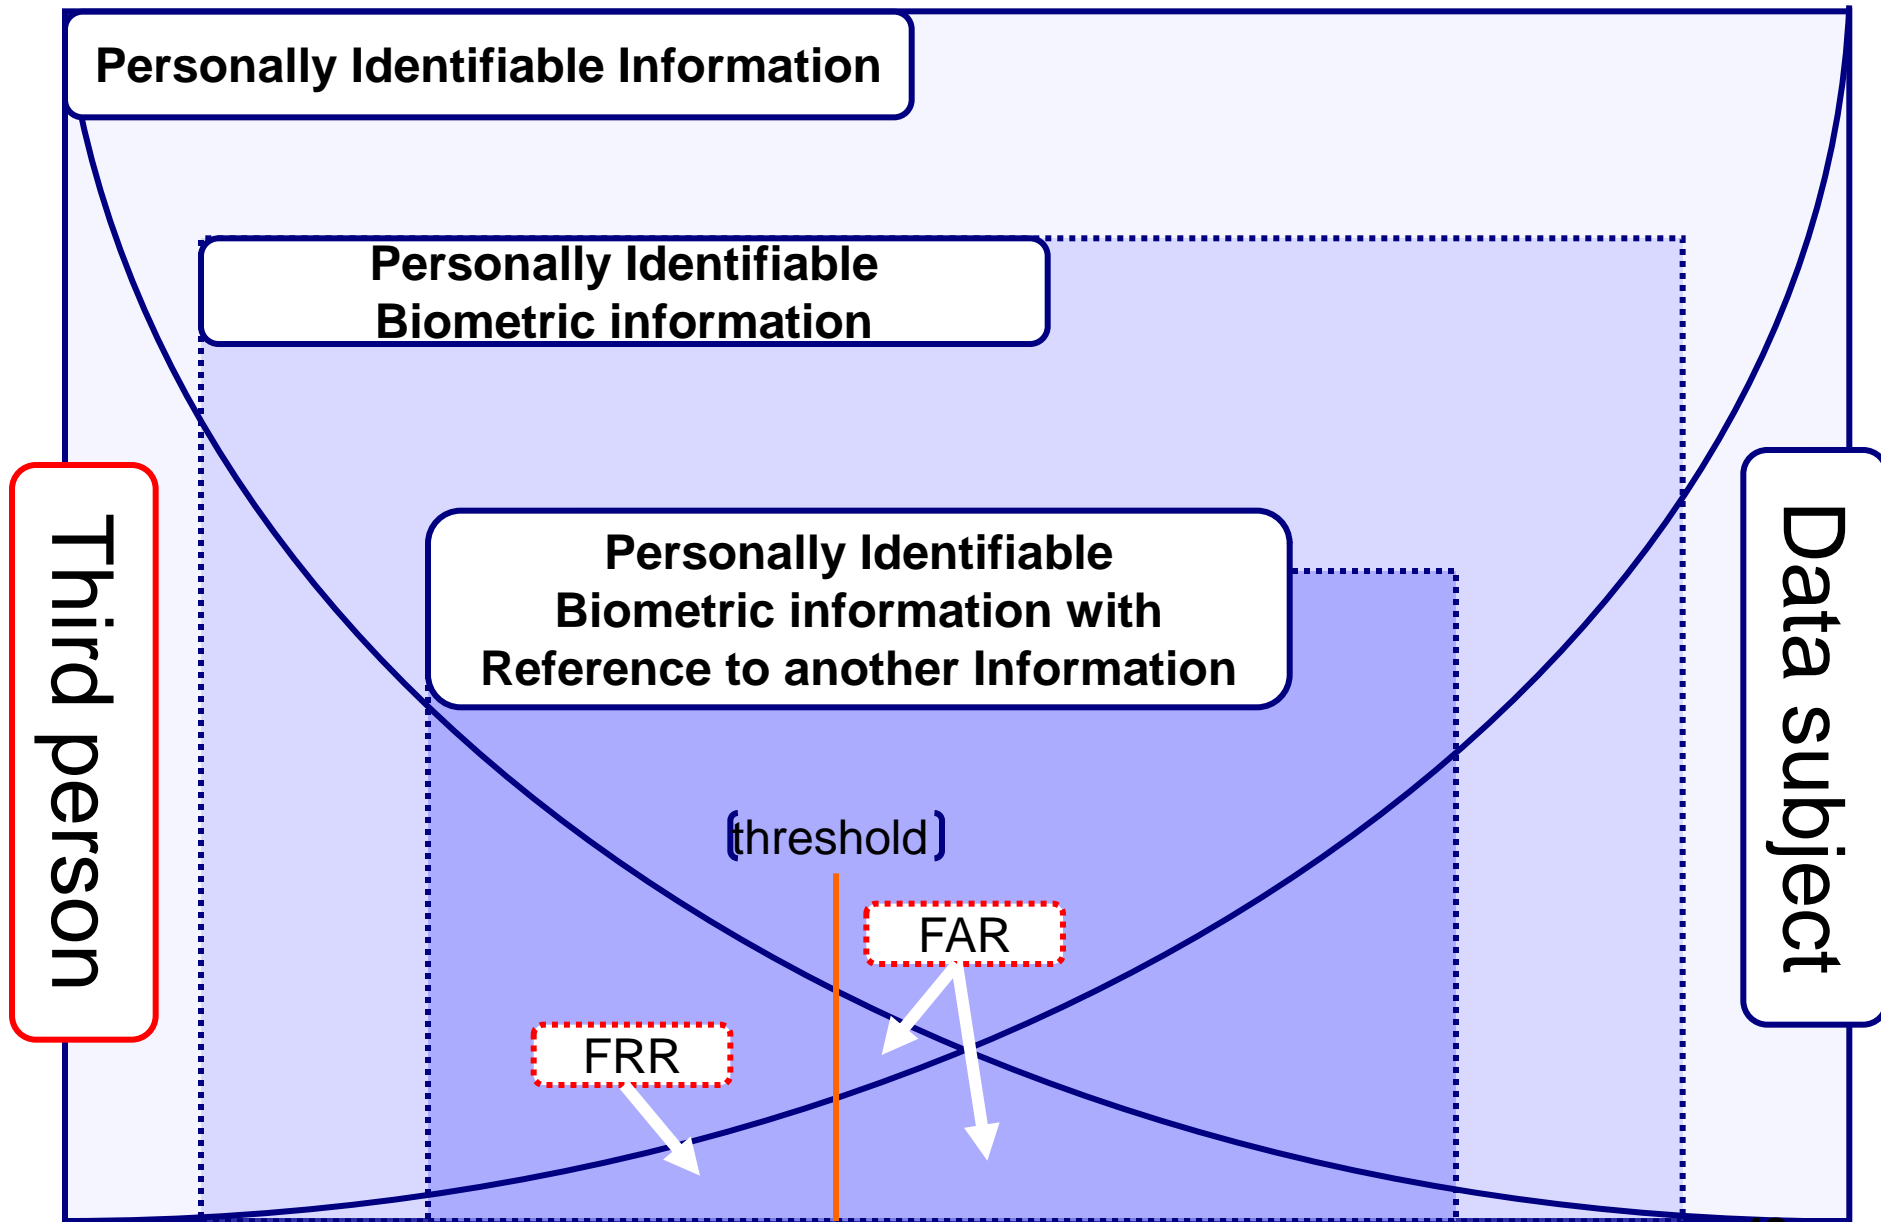 Personally Identifiable Information
Personally Identifiable
Biometric information
Third person
Data subject
Personally Identifiable
Biometric information with
Reference to another Information
threshold
FAR
FRR